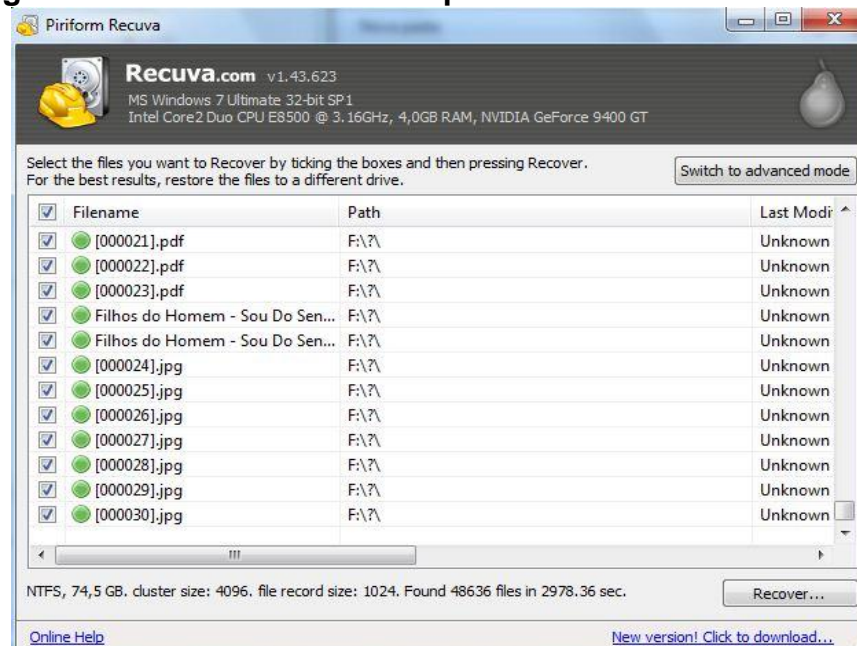 Piriform Recuva
Recuva.com v1.43.623
MS Windows 7 Ultimate 32-bit SP1
Intel Core2 Duo CPU E8500 @ 3.16GHz, 4,0GB RAM, NVIDIA GeForce 9400 GT
Select the files you want to Recover by ticking the boxes and then pressing Recover.
For the best results, restore the files to a different drive.
Switch to advanced mode
Filename Path Last Modi
[000021].pdf F:\?\ Unknown
[000022].pdf F:\?\ Unknown
[000023].pdf F:\?\ Unknown
Filhos do Homem - Sou Do Sen... F:\?\ Unknown
Filhos do Homem - Sou Do Sen... F:\?\ Unknown
[000024].jpg F:\?\ Unknown
[000025].jpg F:\?\ Unknown
[000026].jpg F:\?\ Unknown
[000027].jpg F:\?\ Unknown
[000028].jpg F:\?\ Unknown
[000029].jpg F:\?\ Unknown
[000030].jpg F:\?\ Unknown
NTFS, 74,5 GB. cluster size: 4096. file record size: 1024. Found 48636 files in 2978.36 sec.
Recover...
Online Help New version! Click to download...